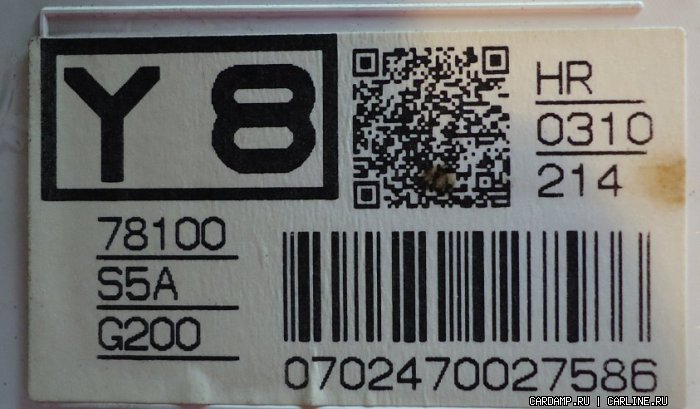 Y 8
HR
0310
214
78100
S5A
G200
0702470027586
CARDAMP.RU | CARLINE.RU